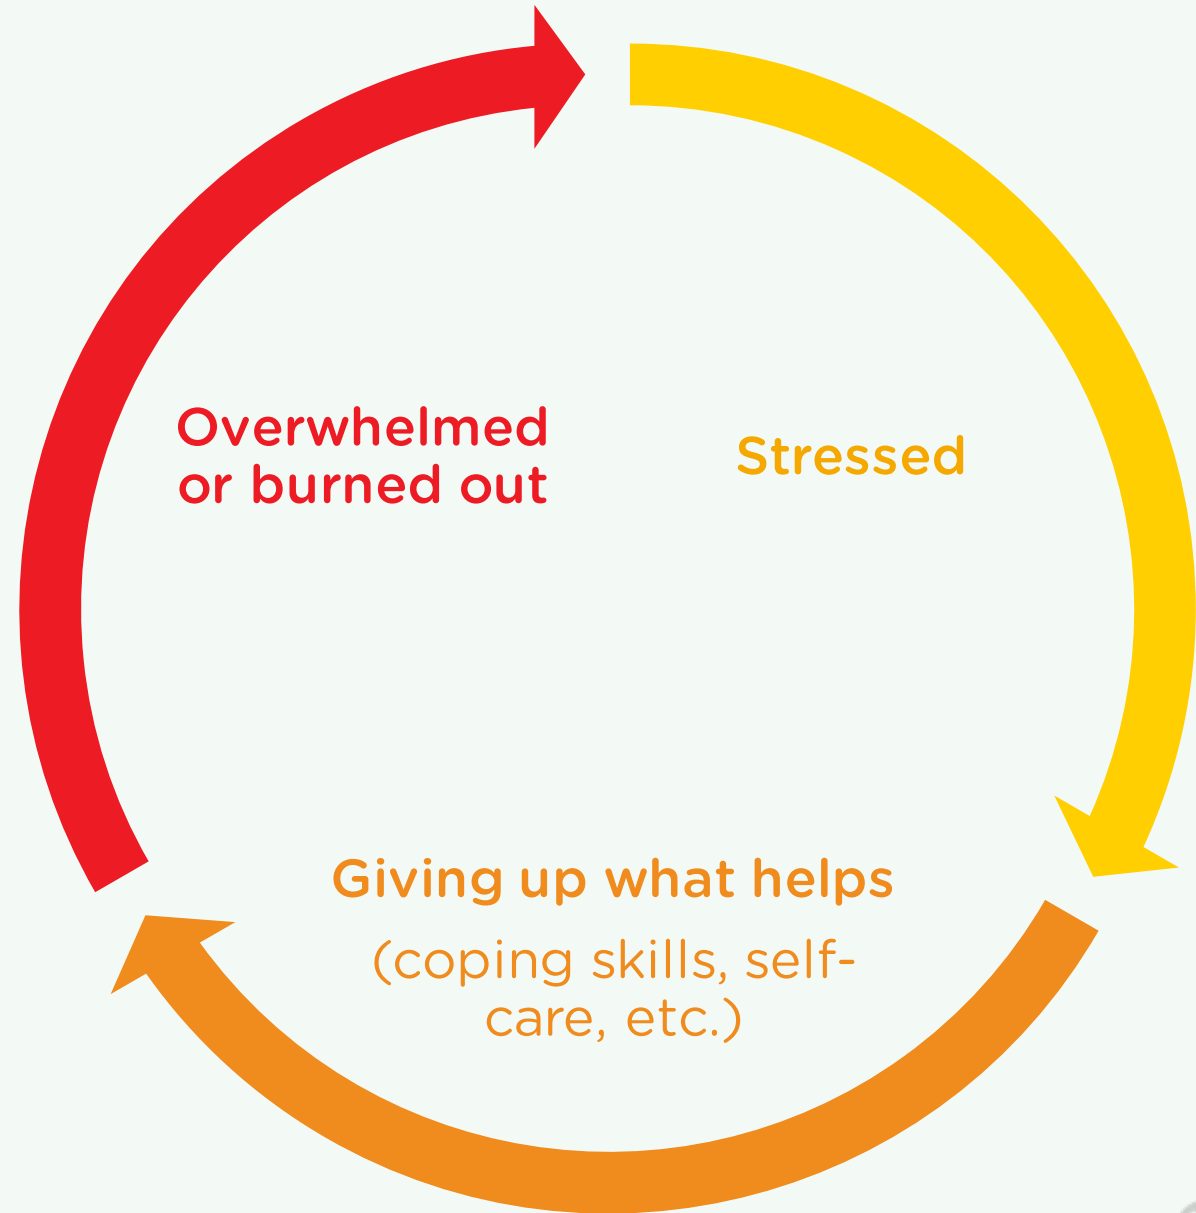 Overwhelmed
or burned out
Stressed
Giving up what helps
(coping skills, self-
care, etc.)